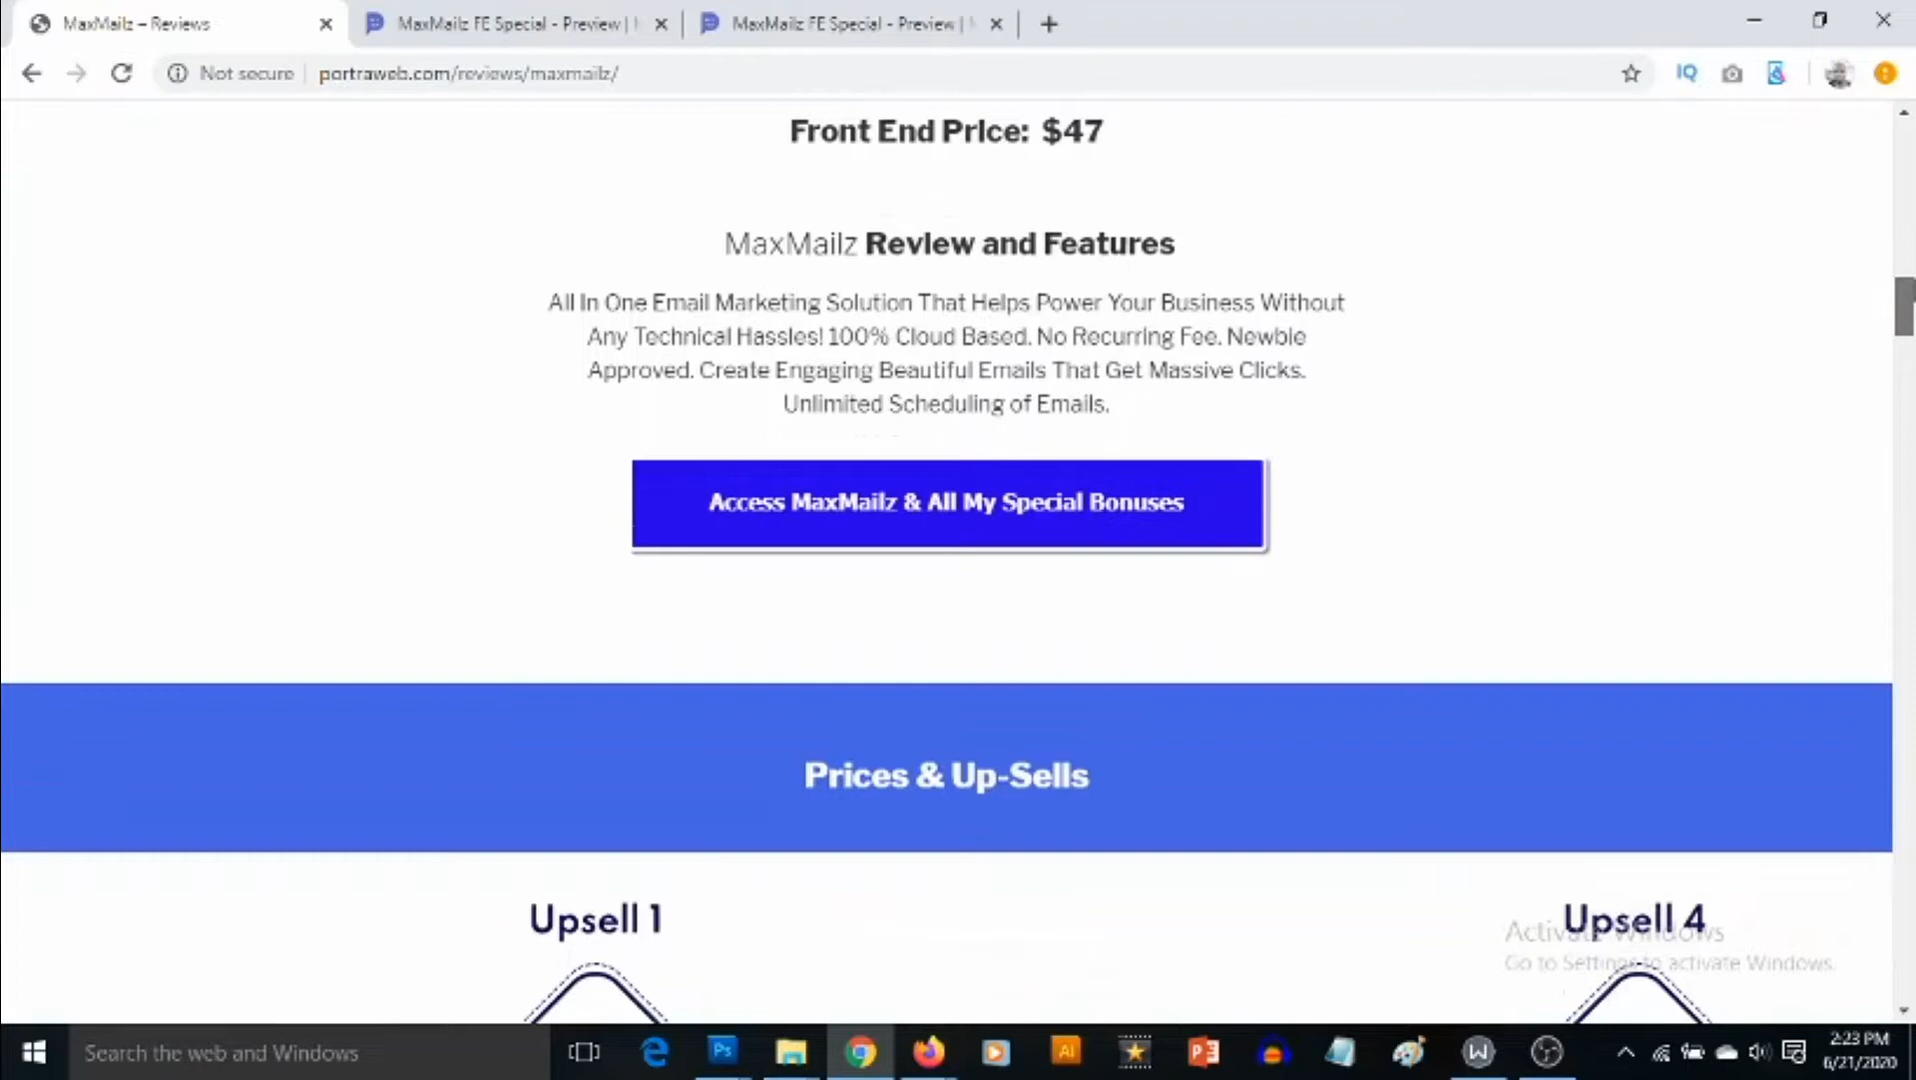 MaxMailz – Reviews
MaxMailz FE Special - Preview |
MaxMailz FE Special - Preview |
Not secure
portraweb.com/reviews/maxmailz/
IQ
Front End Price: $47
MaxMailz Review and Features
All In One Email Marketing Solution That Helps Power Your Business Without
Any Technical Hassles! 100% Cloud Based. No Recurring Fee. Newbie
Approved. Create Engaging Beautiful Emails That Get Massive Clicks.
Unlimited Scheduling of Emails.
Access MaxMailz & All My Special Bonuses
Prices & Up-Sells
Upsell 1
Upsell 4
Activate Windows
Go to Settings to activate Windows.
Search the web and Windows
Ps
Ai
2:23 PM
6/21/2020